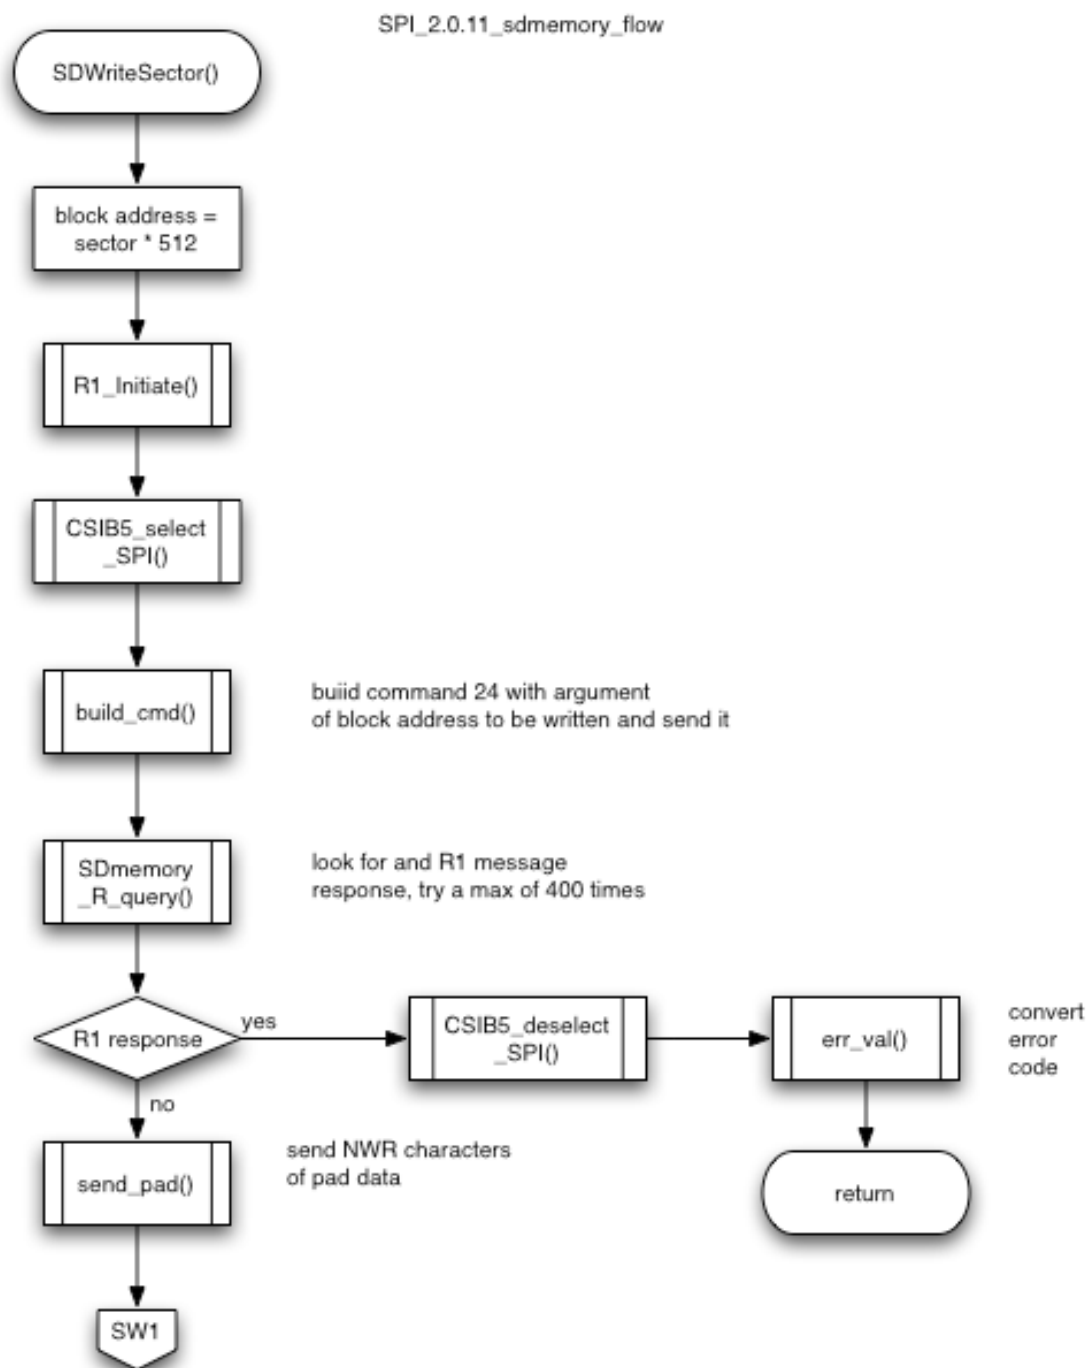 SPI_2.0.11_sdmemory_flow
SDWriteSector()
block address =
sector * 512
R1_Initiate()
CSIB5_select
_SPI()
build_cmd()
buiid command 24 with argument
of block address to be written and send it
SDmemory
_R_query()
look for and R1 message
response, try a max of 400 times
R1 response
yes
CSIB5_deselect
_SPI()
err_val()
convert
error
code
no
send_pad()
send NWR characters
of pad data
return
SW1